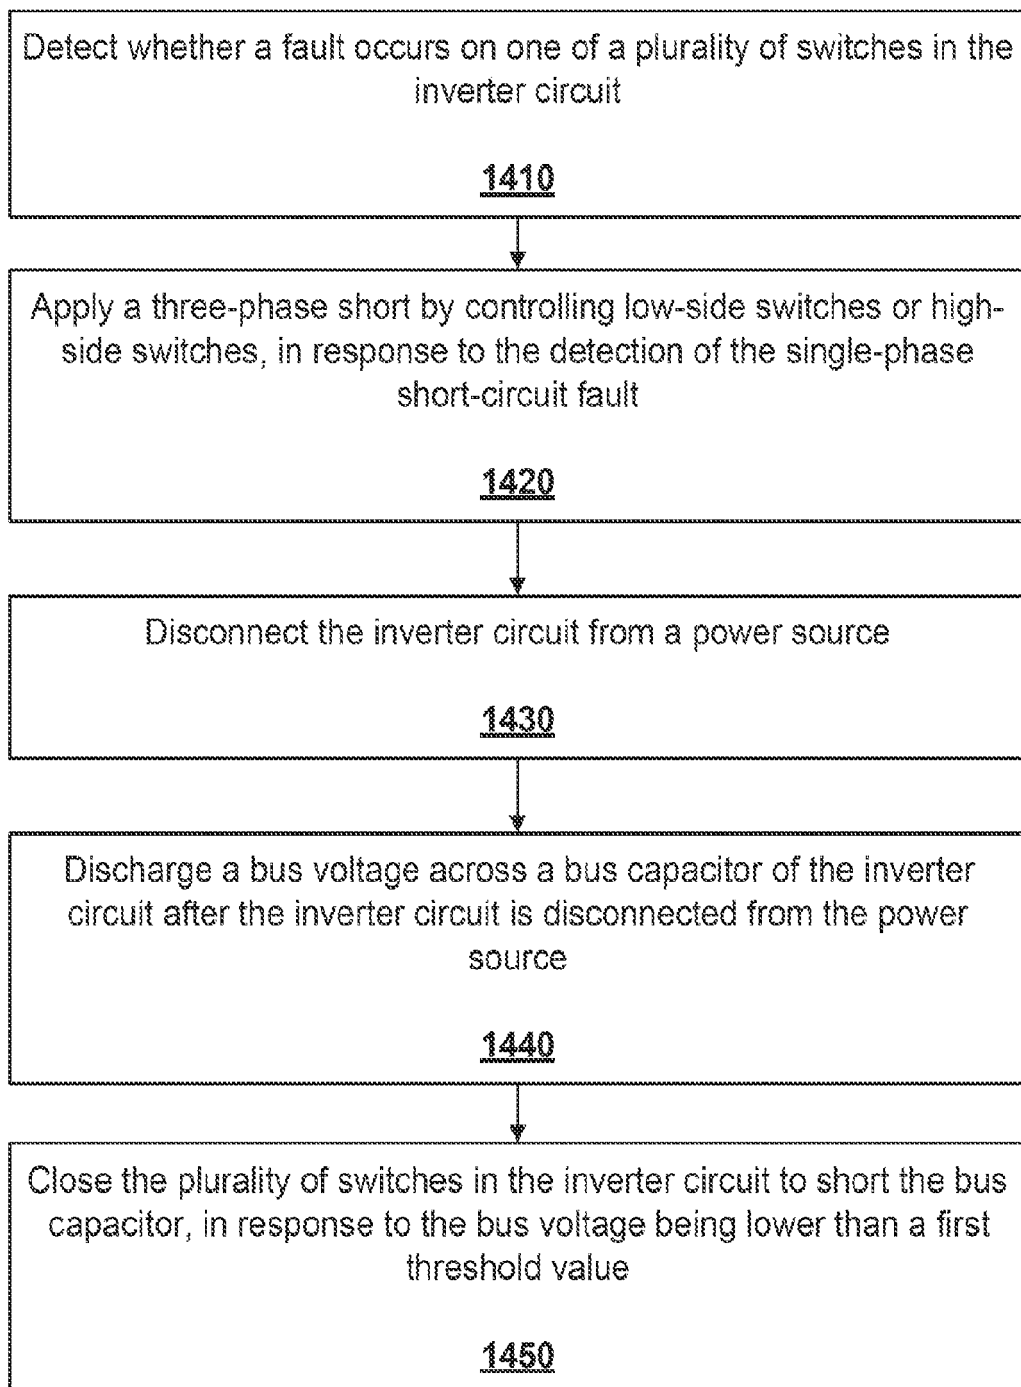 Detect whether a fault occurs on one of a plurality of switches in the
inverter circuit
1410
Apply a three-phase short by controlling low-side switches or high-
side switches, in response to the detection of the single-phase
short-circuit fault
1420
Disconnect the inverter circuit from a power source
1430
Discharge a bus voltage across a bus capacitor of the inverter
circuit after the inverter circuit is disconnected from the power
source
1440
Close the plurality of switches in the inverter circuit to short the bus
capacitor, in response to the bus voltage being lower than a first
threshold value
1450